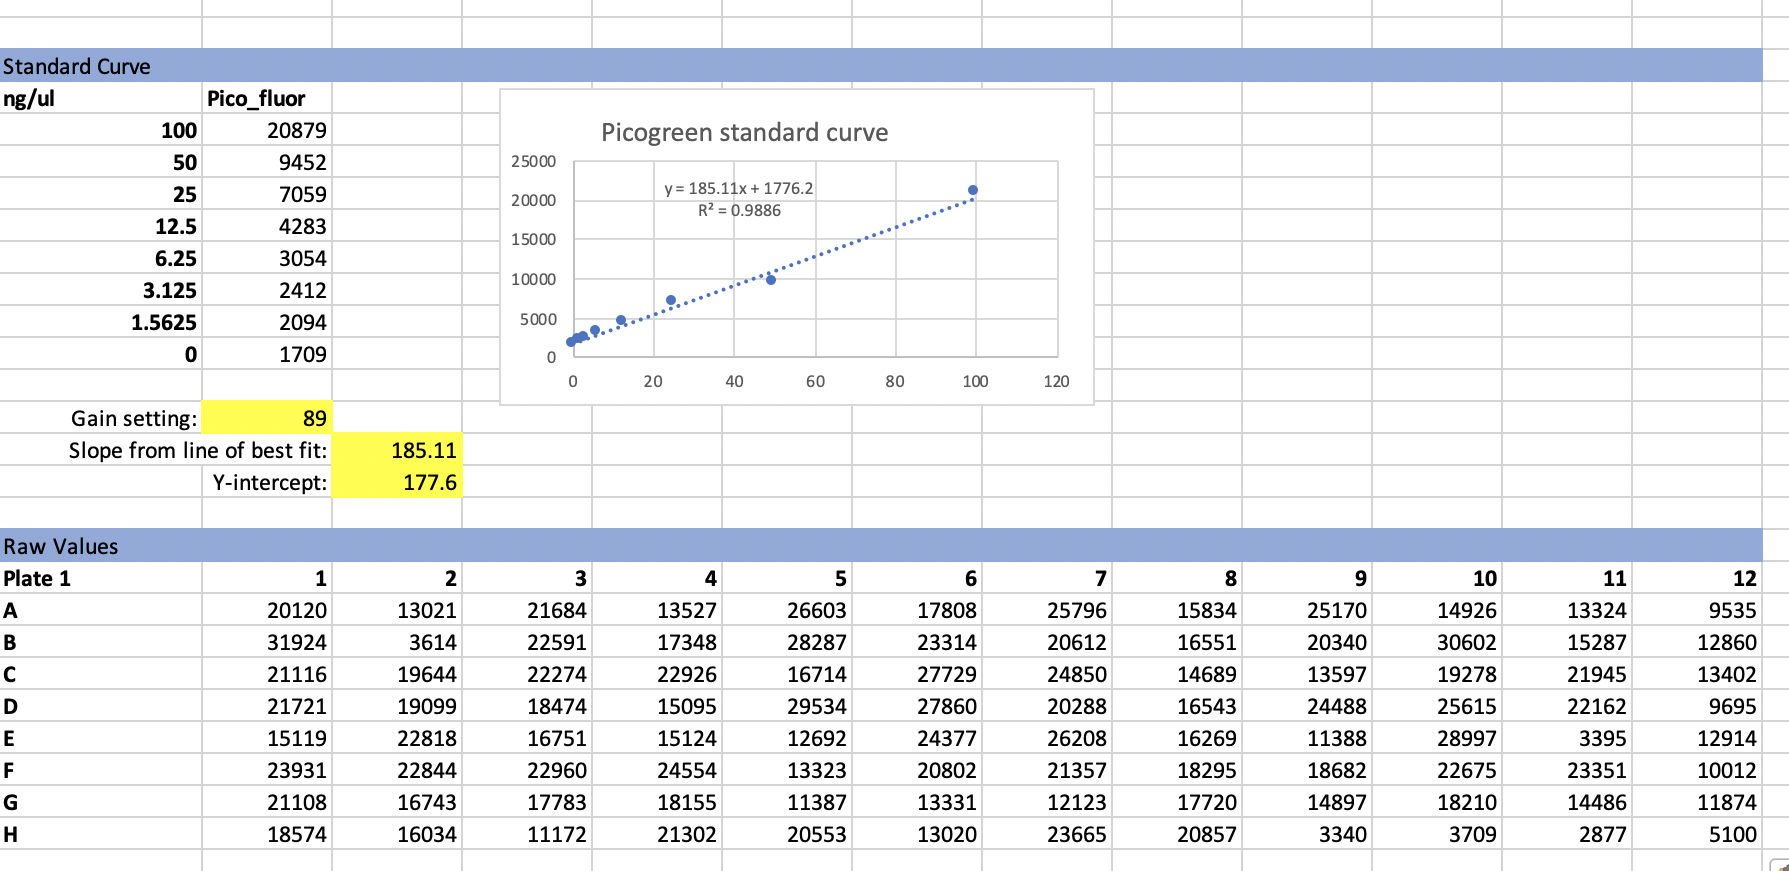 Standard Curve
ng/ul Pico_fluor
100 20879
50 9452
25 7059
12.5 4283
6.25 3054
3.125 2412
1.5625 2094
0 1709
Picogreen standard curve
y = 185.11x + 1776.2
R² = 0.9886
25000
20000
15000
10000
5000
0
0 20 40 60 80 100 120
Gain setting: 89
Slope from line of best fit: 185.11
Y-intercept: 177.6
Raw Values
Plate 1 1 2 3 4 5 6 7 8 9 10 11 12
A 20120 13021 21684 13527 26603 17808 25796 15834 25170 14926 13324 9535
B 31924 3614 22591 17348 28287 23314 20612 16551 20340 30602 15287 12860
C 21116 19644 22274 22926 16714 27729 24850 14689 13597 19278 21945 13402
D 21721 19099 18474 15095 29534 27860 20288 16543 24488 25615 22162 9695
E 15119 22818 16751 15124 12692 24377 26208 16269 11388 28997 3395 12914
F 23931 22844 22960 24554 13323 20802 21357 18295 18682 22675 23351 10012
G 21108 16743 17783 18155 11387 13331 12123 17720 14897 18210 14486 11874
H 18574 16034 11172 21302 20553 13020 23665 20857 3340 3709 2877 5100